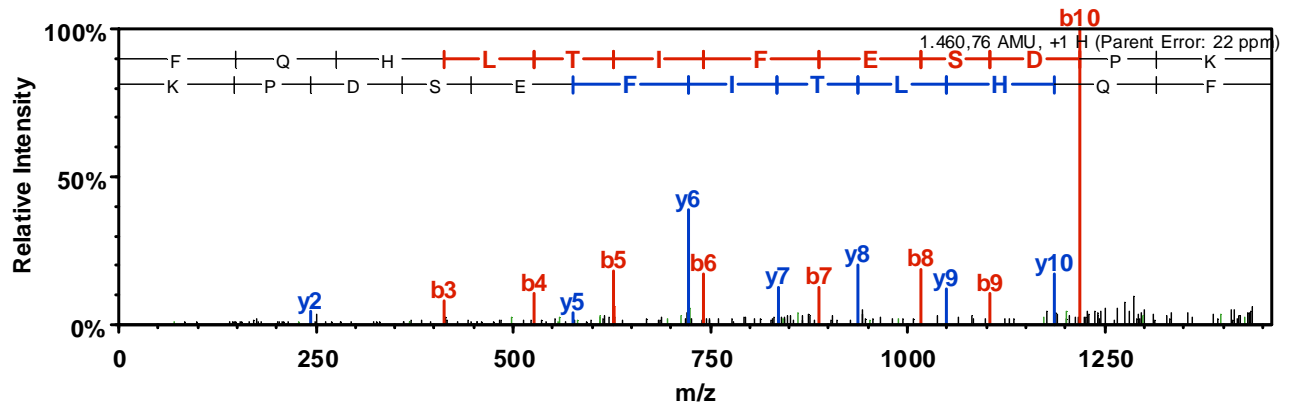 b10
100%
1.460,76 AMU, +1 H (Parent Error: 22 ppm)
F Q H L T I F E S D P K
K P D S E F I T L H Q F
Relative Intensity
50%
y6
b5
b6
y8
b8
y10
b4
y7
b7
y9
b9
b3
y2
y5
0%
0 250 500 750 1000 1250
m/z